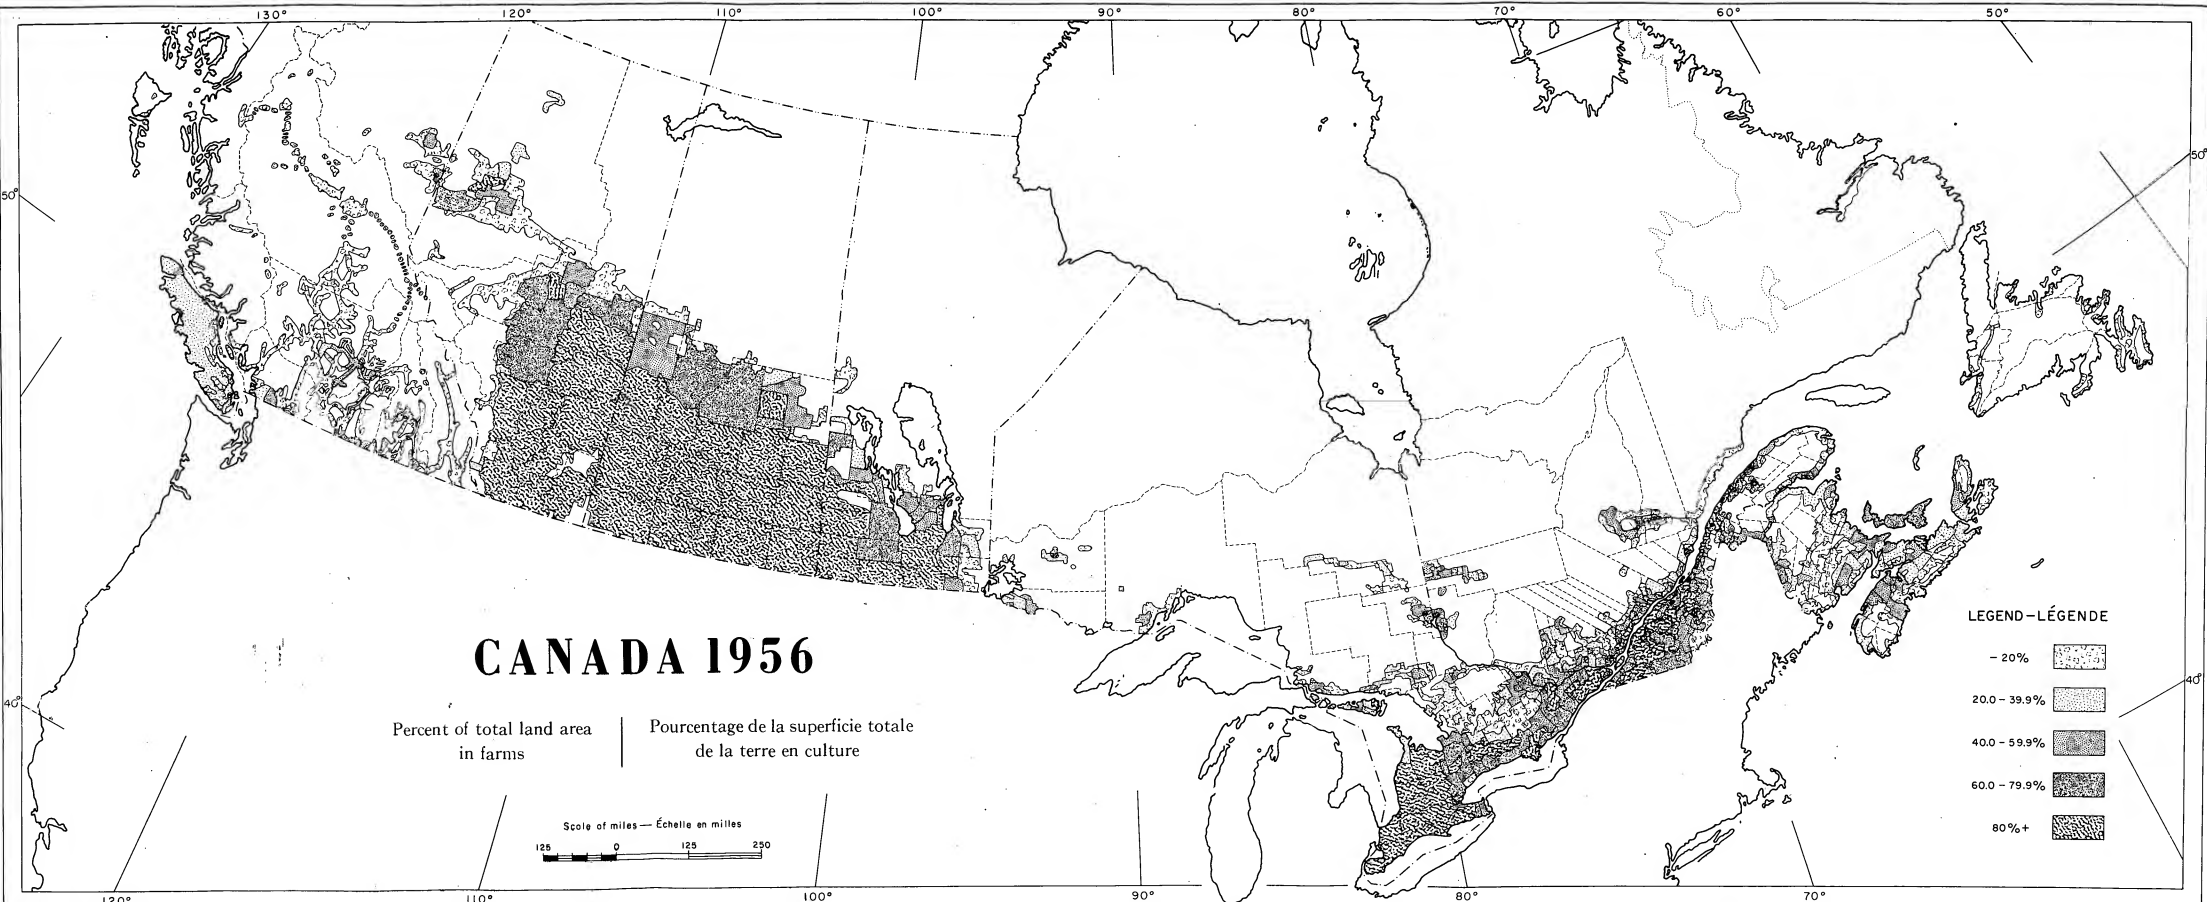 130° 120° 110° 100° 90° 80° 70° 60° 50°
50° 50°
LEGEND–LÉGENDE
– 20%
20.0 – 39.9%
40.0 – 59.9%
60.0 – 79.9%
80% +
40° 40°
CANADA 1956
Percent of total land area
in farms
Pourcentage de la superficie totale
de la terre en culture
Scale of miles — Échelle en milles
125 0 125 250
120° 110° 100° 90° 80° 70°